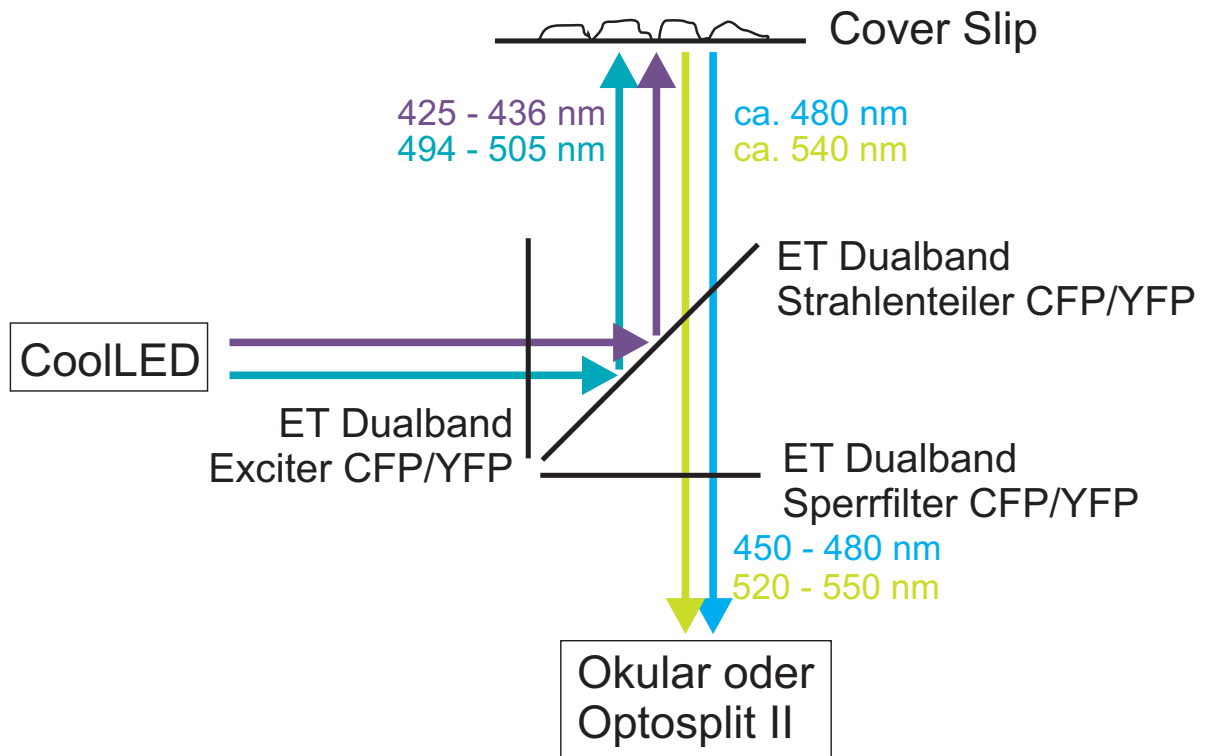 Cover Slip
425 - 436 nm
494 - 505 nm
ca. 480 nm
ca. 540 nm
ET Dualband
Strahlenteiler CFP/YFP
CoolLED
ET Dualband
Exciter CFP/YFP
ET Dualband
Sperrfilter CFP/YFP
450 - 480 nm
520 - 550 nm
Okular oder
Optosplit II